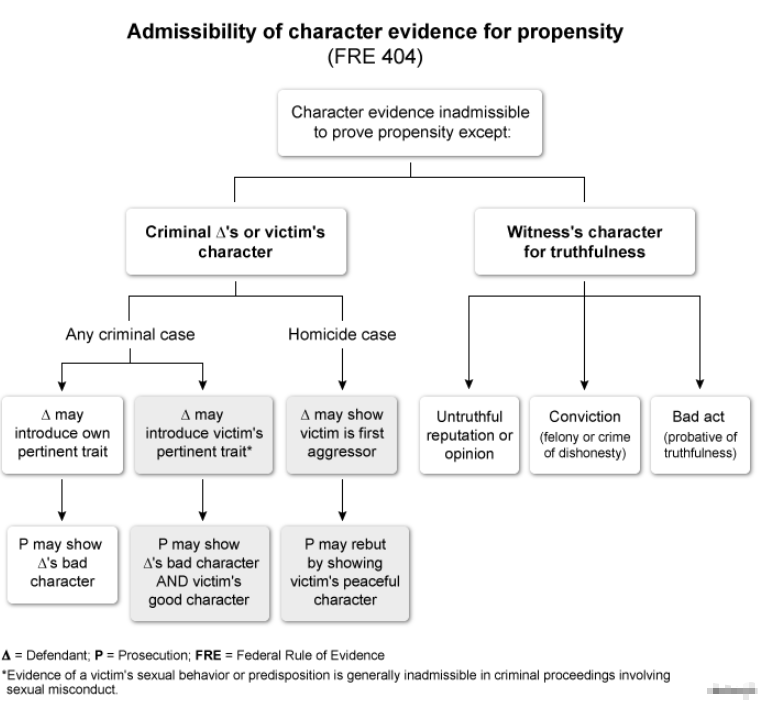 Admissibility of character evidence for propensity
(FRE 404)
Character evidence inadmissible
to prove propensity except:
Criminal Δ's or victim's
character
Witness's character
for truthfulness
Any criminal case
Homicide case
Δ may
introduce own
pertinent trait
Δ may
introduce victim's
pertinent trait*
Δ may show
victim is first
aggressor
Untruthful
reputation or
opinion
Conviction
(felony or crime
of dishonesty)
Bad act
(probative of
truthfulness)
P may show
Δ's bad
character
P may show
Δ's bad character
AND victim's
good character
P may rebut
by showing
victim's peaceful
character
Δ = Defendant; P = Prosecution; FRE = Federal Rule of Evidence
*Evidence of a victim's sexual behavior or predisposition is generally inadmissible in criminal proceedings involving
sexual misconduct.